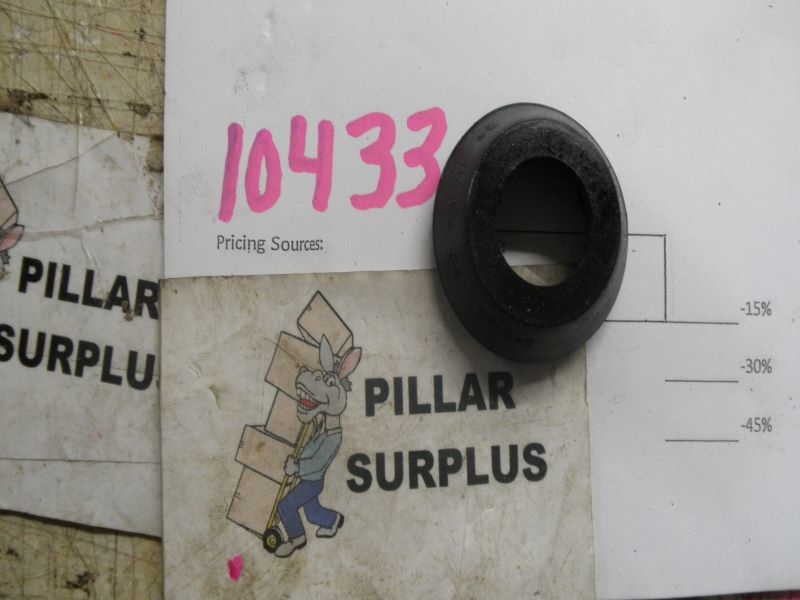 10433
Pricing Sources:
-15%
-30%
-45%
PILLAR
SURPLUS
PILLAR
SURPLUS